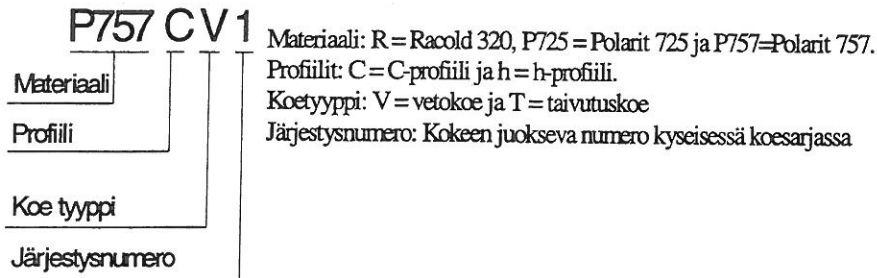 P757 C V 1
Materiaali: R=Racold 320, P725=Polarit 725 ja P757=Polarit 757.
Profiilit: C=C-profiili ja h=h-profiili.
Koetyyppi: V=vetokoe ja T=taivutuskoe
Järjestysnumero: Kokeen juokseva numero kyseisessä koesarjassa
Materiaali
Profiili
Koe tyyppi
Järjestysnumero